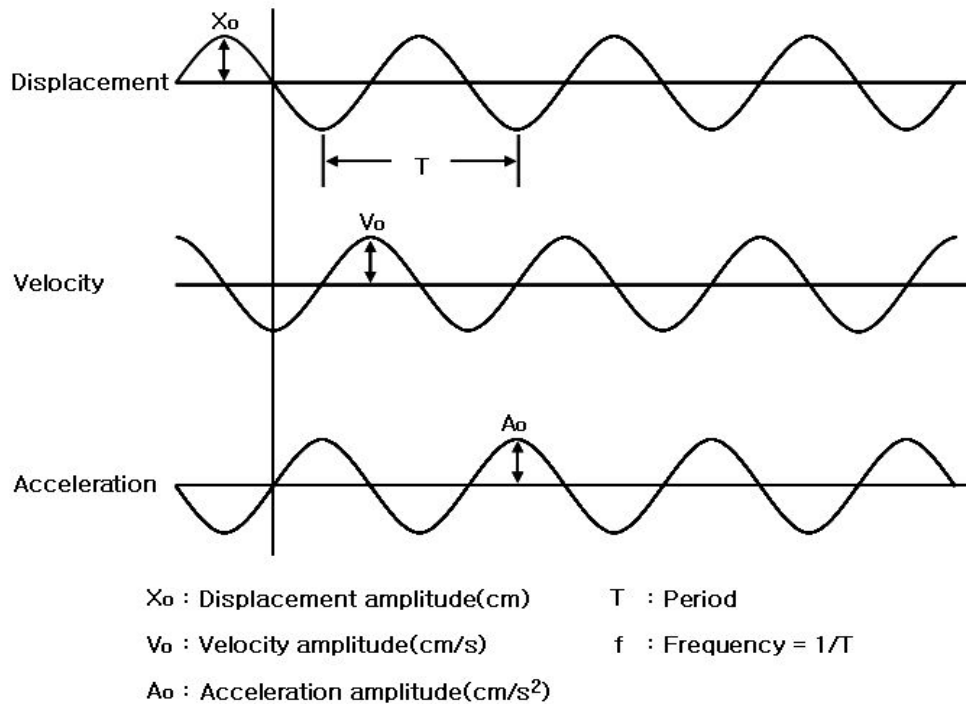 Xo
Displacement
T
Vo
Velocity
Ao
Acceleration
Xo : Displacement amplitude(cm)
T : Period
Vo : Velocity amplitude(cm/s)
f : Frequency = 1/T
Ao : Acceleration amplitude(cm/s²)